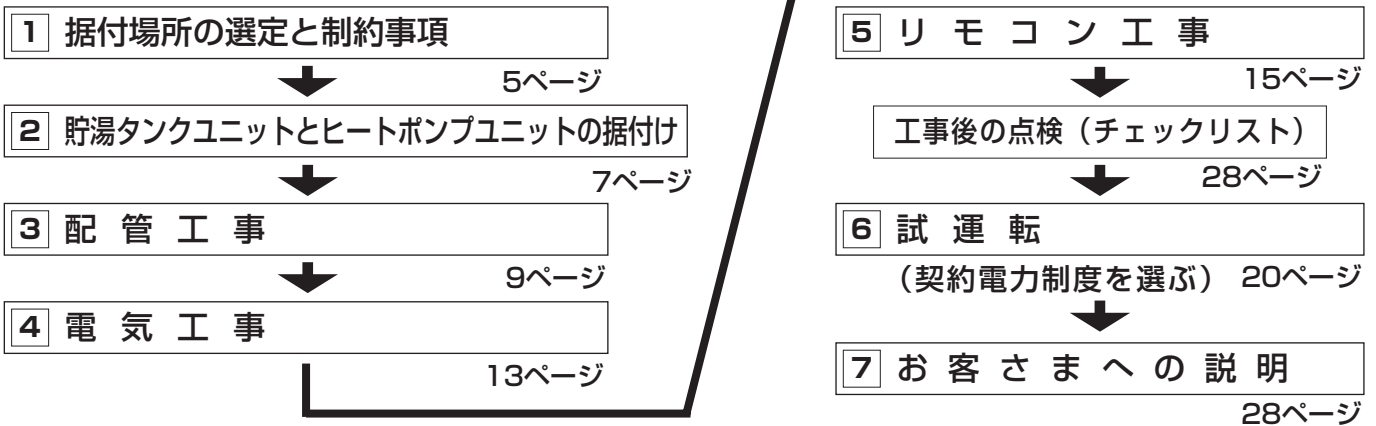 1 据付場所の選定と制約事項
5ページ
2 貯湯タンクユニットとヒートポンプユニットの据付け
7ページ
3 配管工事
9ページ
4 電気工事
13ページ
5 リモコン工事
15ページ
工事後の点検（チェックリスト）
28ページ
6 試運転
（契約電力制度を選ぶ） 20ページ
7 お客さまへの説明
28ページ